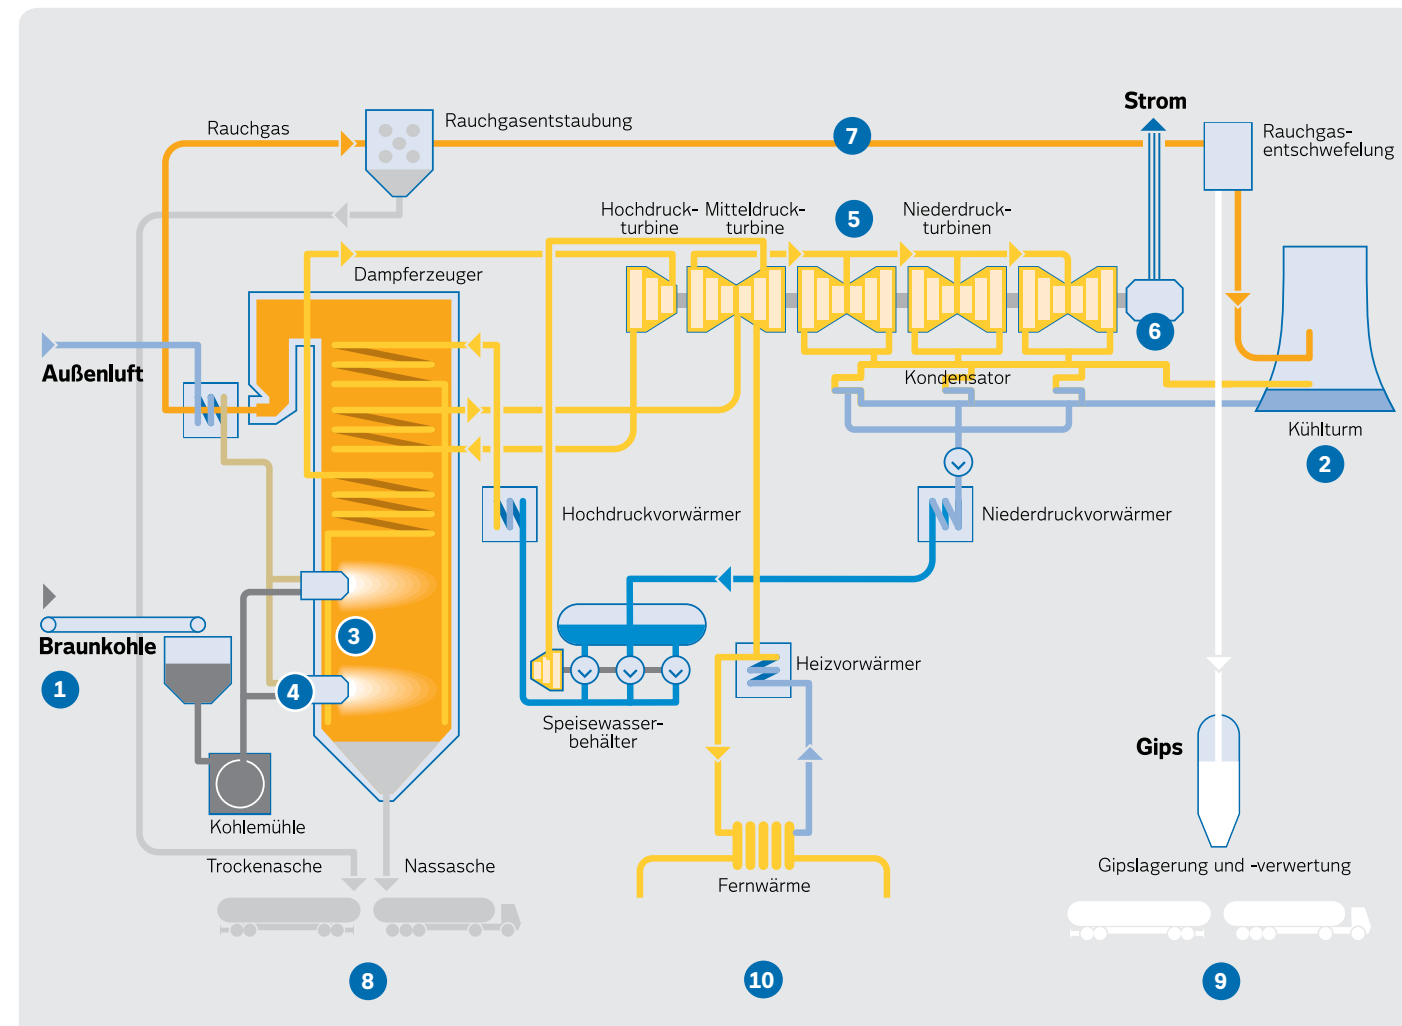 Strom
Rauchgas
Rauchgasentstaubung
7
Rauchgas-
entschwefelung
Hochdruck-
turbine
Mitteldruck-
turbine
5
Niederdruck-
turbinen
Dampferzeuger
6
Außenluft
Kondensator
Kühlturm
2
Hochdruckvorwärmer
Niederdruckvorwärmer
Braunkohle
1
3
4
Heizvorwärmer
Speisewasser-
behälter
Gips
Kohlemühle
Trockenasche
Nassasche
Fernwärme
Gipslagerung und -verwertung
8
10
9